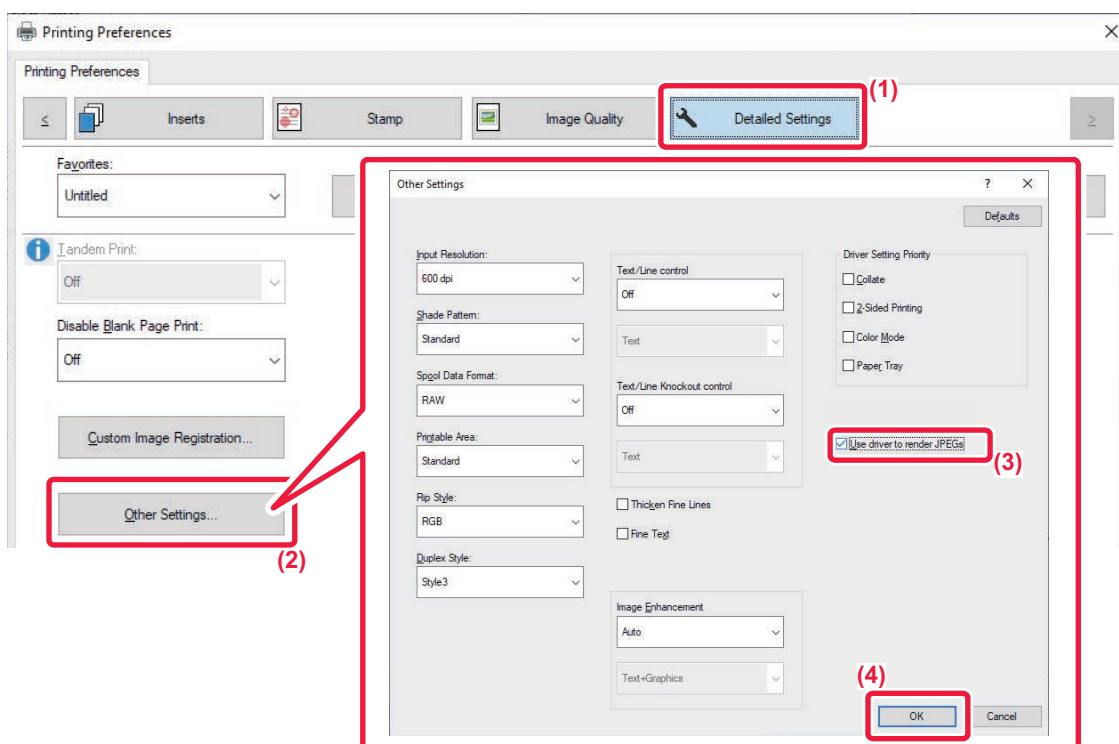 Printing Preferences
Printing Preferences
(1)
<
Inserts
Stamp
Image Quality
Detailed Settings
>
Favorites:
Untitled
Tandem Print:
Off
Disable Blank Page Print:
Off
Custom Image Registration...
Other Settings...
(2)
Other Settings
?
Defaults
Input Resolution:
600 dpi
Shade Pattern:
Standard
Spool Data Format:
RAW
Printable Area:
Standard
Rip Style:
RGB
Duplex Style:
Style3
Text/Line control
Off
Text
Text/Line Knockout control
Off
Text
Thicken Fine Lines
Fine Text
Image Enhancement
Auto
Text+Graphics
Driver Setting Priority
Collate
2-Sided Printing
Color Mode
Paper Tray
Use driver to render JPEGs
(3)
(4)
OK
Cancel